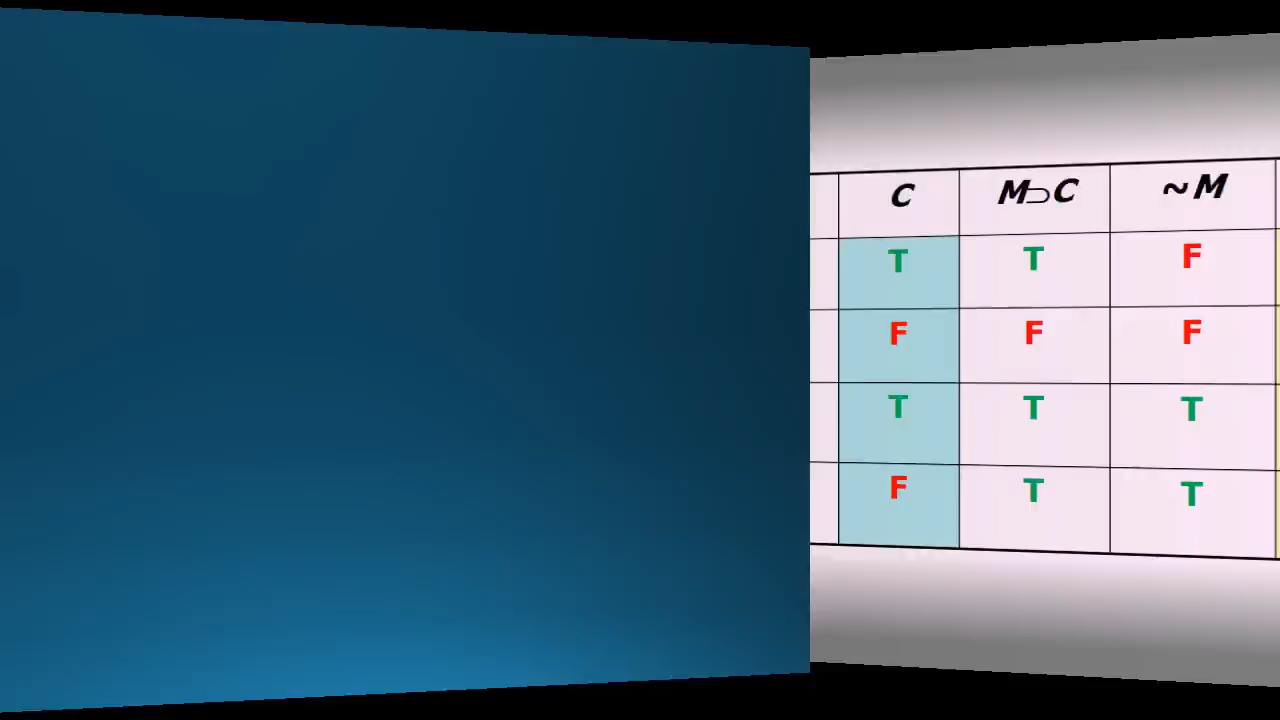 C M⊃C ~M
T T F
F F F
T T T
F T T